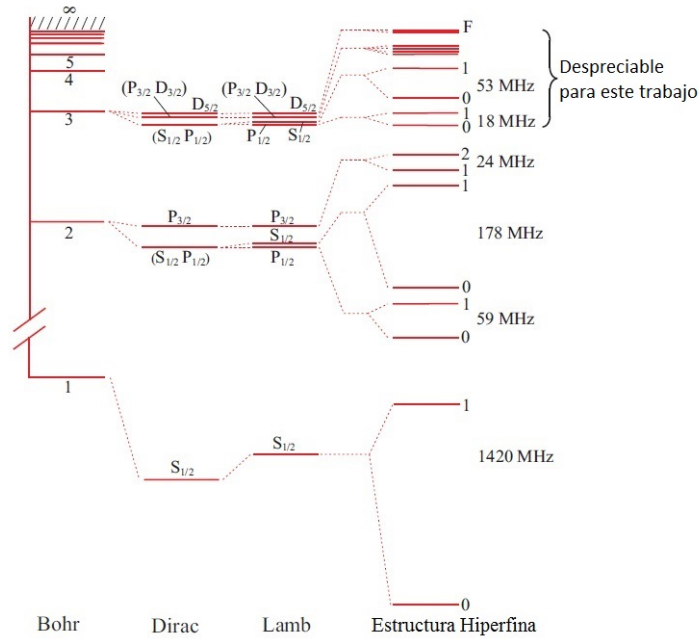 ∞
5
4
3
2
1
(P3/2 D3/2)
D5/2
(S1/2 P1/2)
P3/2
(S1/2 P1/2)
S1/2
(P3/2 D3/2)
D5/2
P1/2
S1/2
P3/2
S1/2
P1/2
S1/2
F
1
53 MHz
0
1
18 MHz
0
Despreciable
para este trabajo
2
24 MHz
1
1
178 MHz
0
1
59 MHz
0
1
1420 MHz
0
Bohr
Dirac
Lamb
Estructura Hiperfina